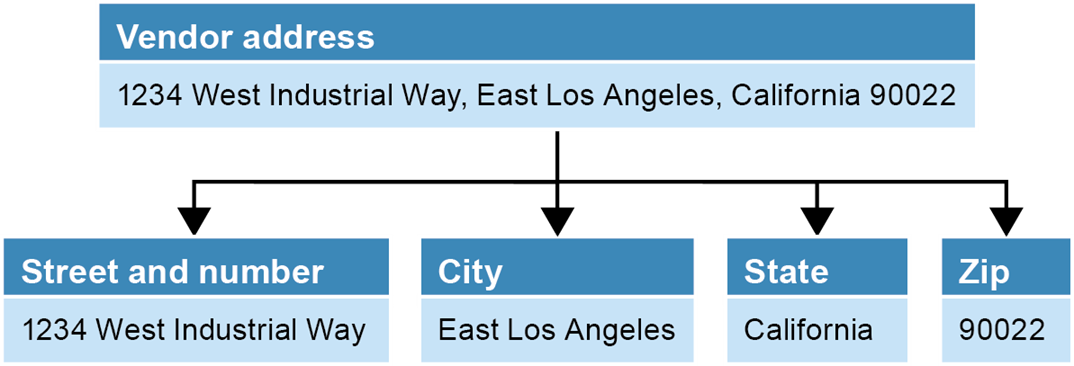 Vendor address
1234 West Industrial Way, East Los Angeles, California 90022
Street and number
1234 West Industrial Way
City
East Los Angeles
State
California
Zip
90022